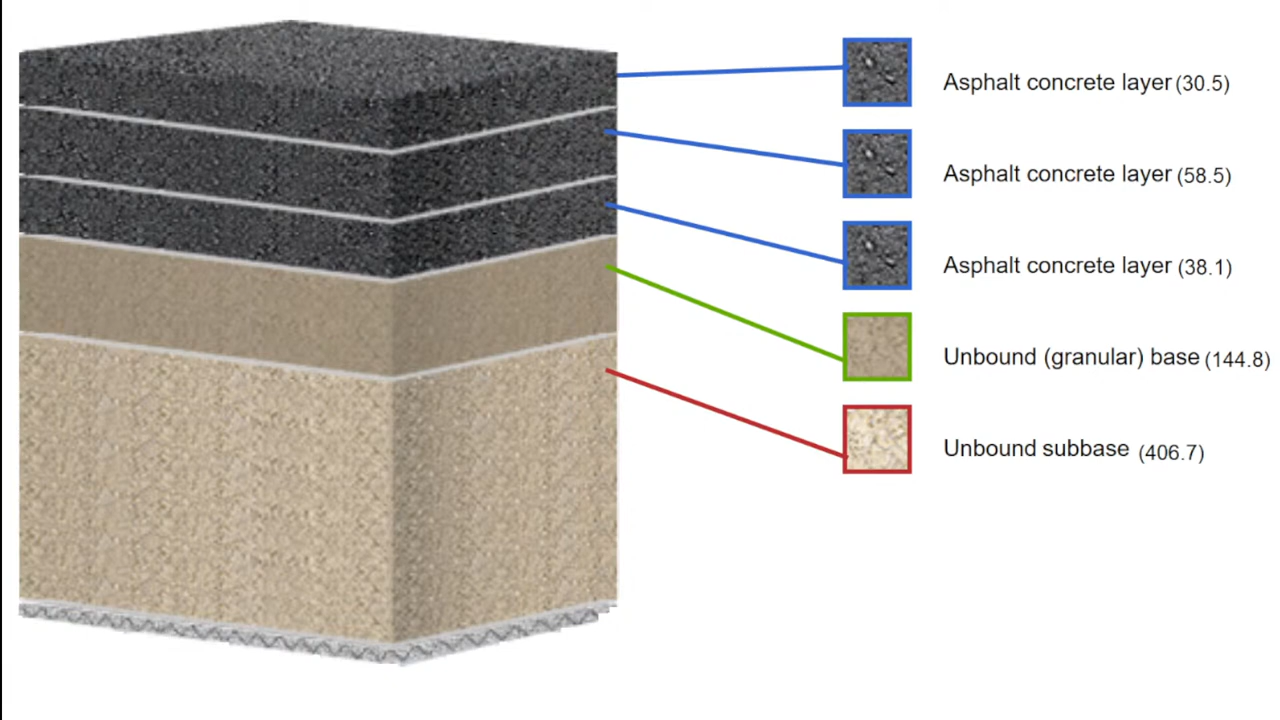 Asphalt concrete layer (30.5)
Asphalt concrete layer (58.5)
Asphalt concrete layer (38.1)
Unbound (granular) base (144.8)
Unbound subbase (406.7)